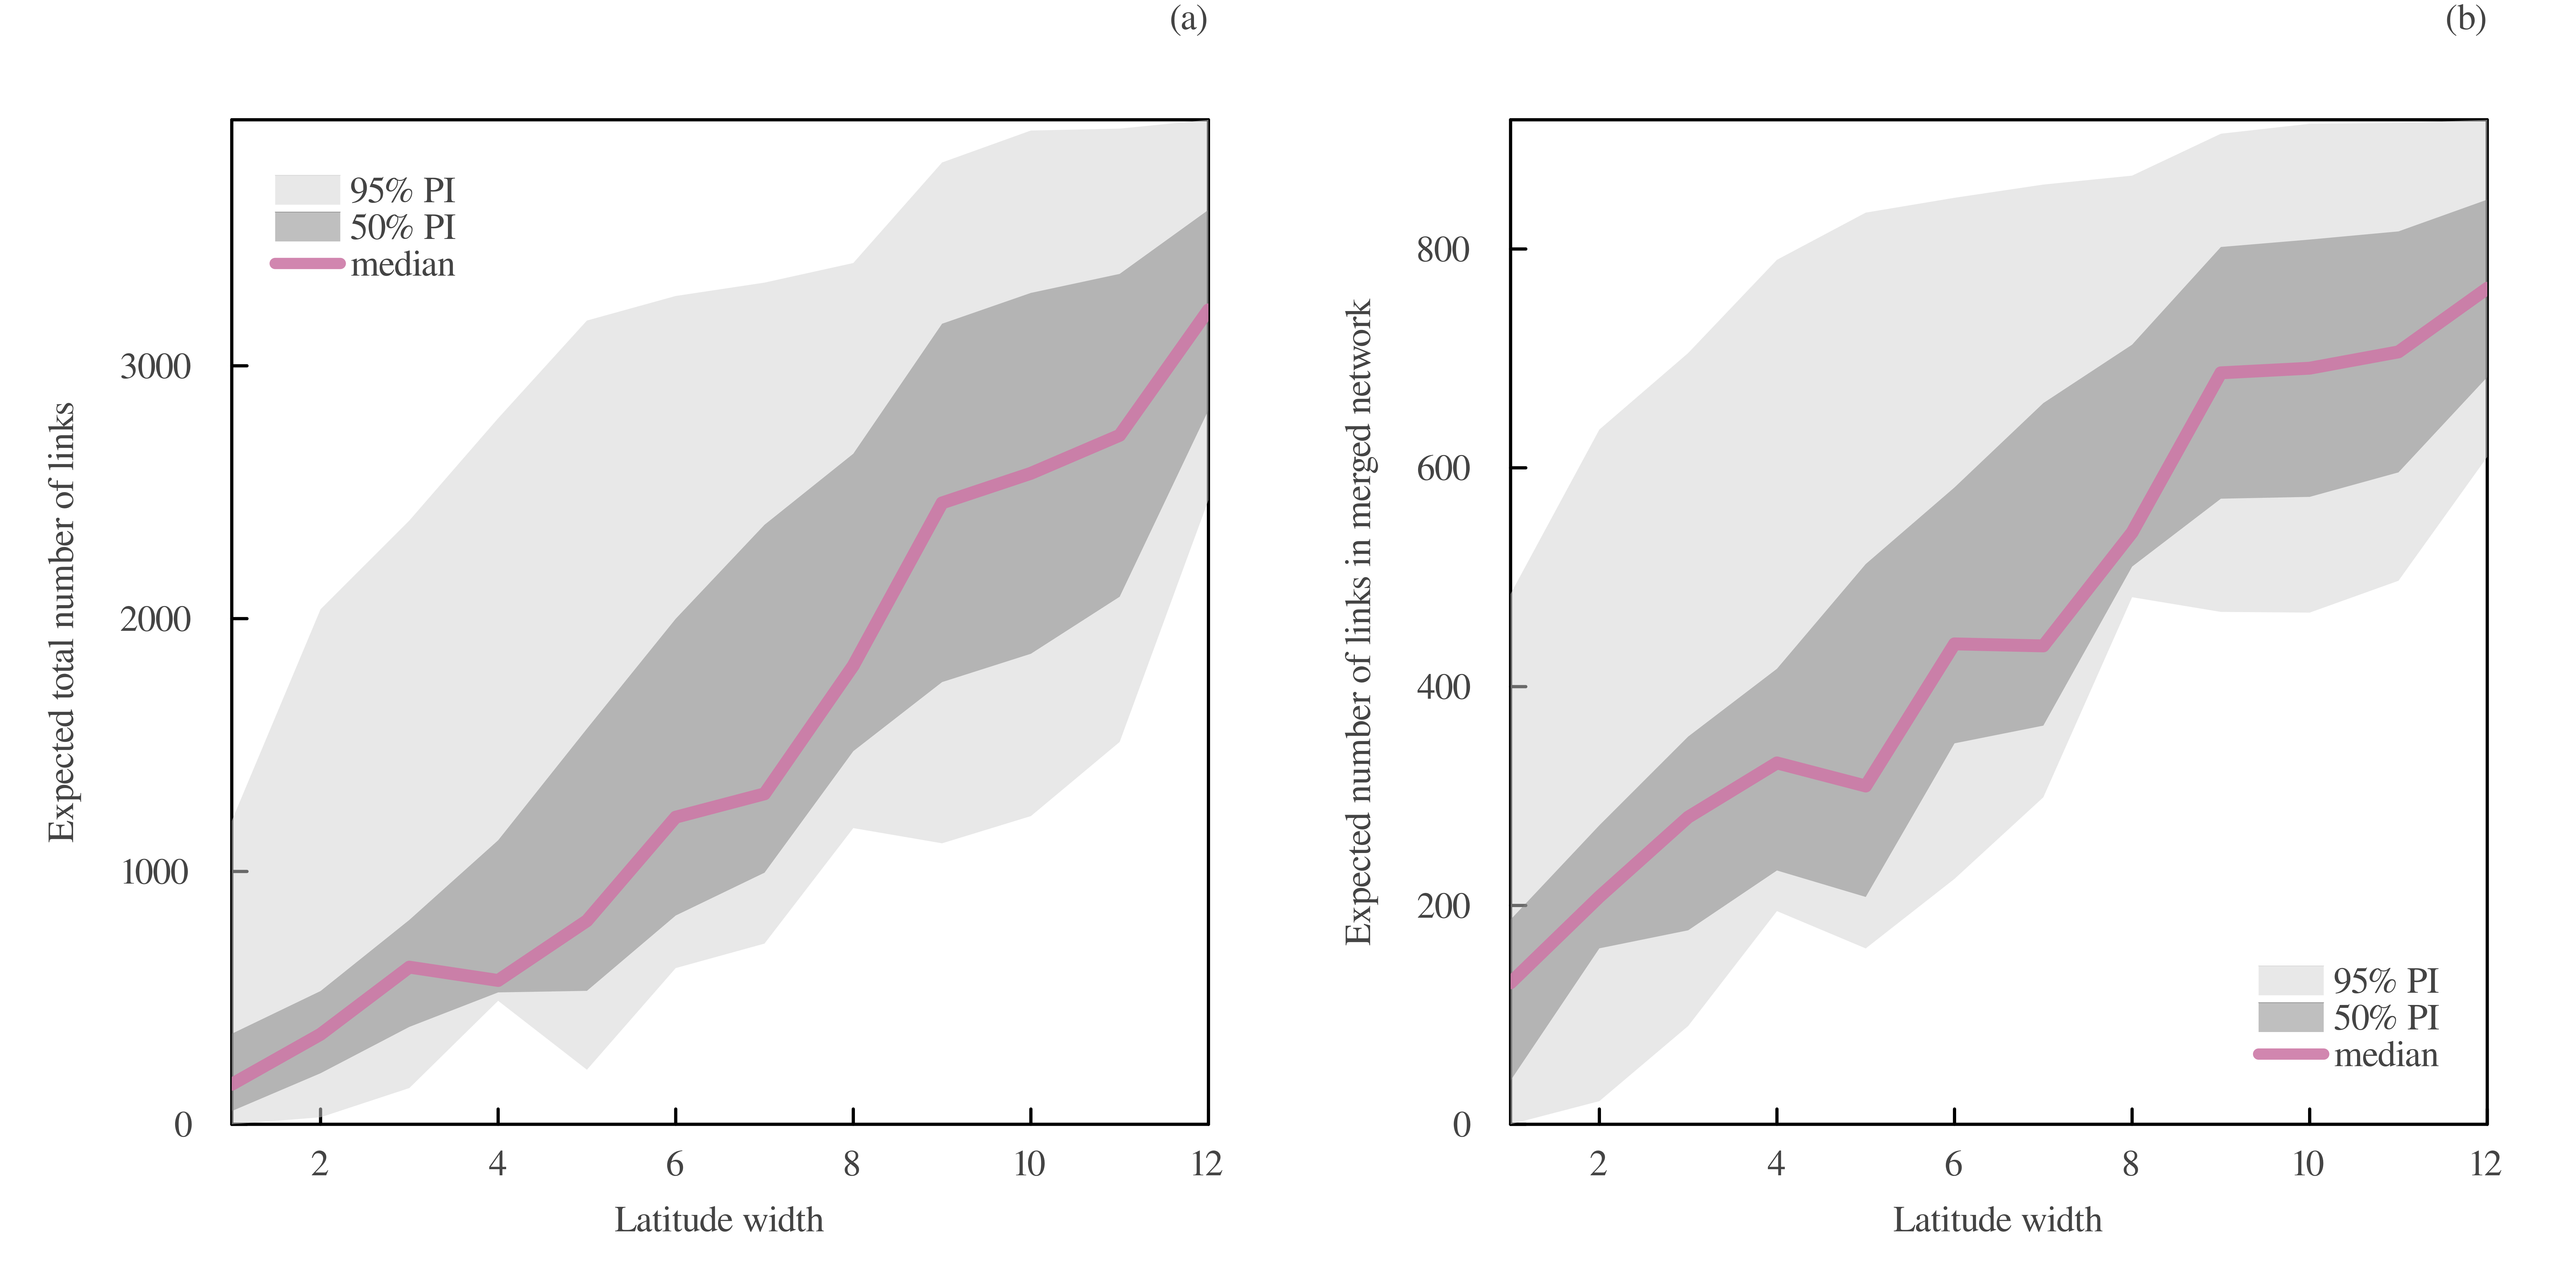 (a)
95% PI
50% PI
median
Expected total number of links
3000
2000
1000
0
2 4 6 8 10 12
Latitude width
(b)
Expected number of links in merged network
800
600
400
200
0
95% PI
50% PI
median
2 4 6 8 10 12
Latitude width